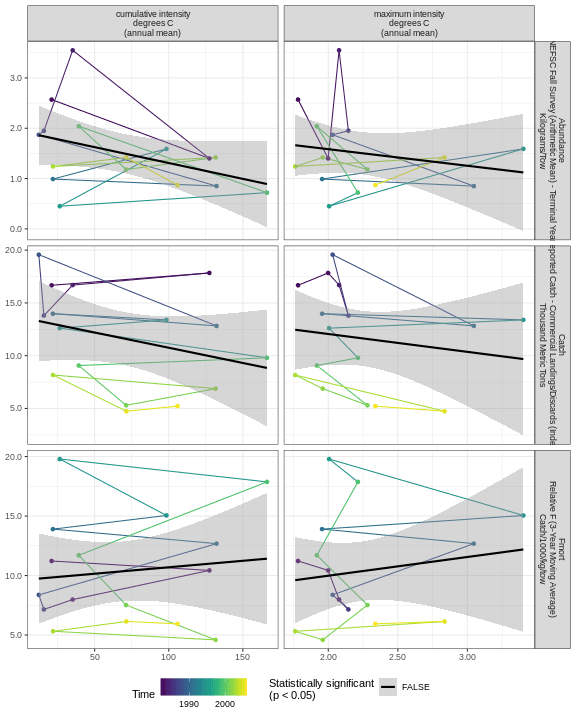 cumulative intensity
degrees C
(annual mean)
maximum intensity
degrees C
(annual mean)
3.0
2.0
1.0
0.0
Abundance
NEFSC Fall Survey (Arithmetic Mean) - Terminal Year
Kilograms/Tow
20.0
15.0
10.0
5.0
Catch
eported Catch - Commercial Landings/Discards (Inde
Thousand Metric Tons
20.0
15.0
10.0
5.0
Fmort
Relative F (3-Year Moving Average)
Catch/1000/kg/tow
50 100 150
2.00 2.50 3.00
Time
1990 2000
Statistically significant
(p < 0.05)
FALSE